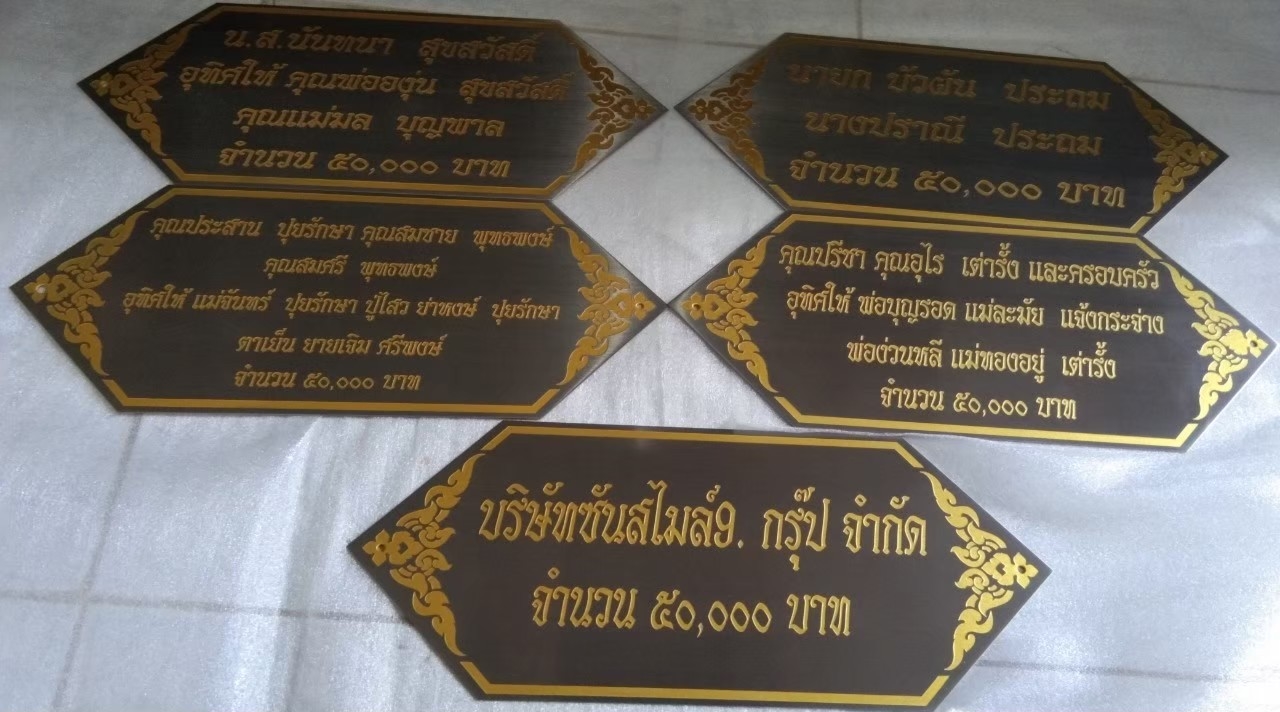 น.ส.นันทนา สุขสวัสดิ์
อุทิศให้ คุณพ่อองุ่น สุขสวัสดิ์
คุณแม่มล บุญพาล
จำนวน ๕๐,๐๐๐ บาท
นายก บัวผัน ประถม
นางปราณี ประถม
จำนวน ๕๐,๐๐๐ บาท
คุณประสาน ปุยรักษา คุณสมชาย พุทธพงษ์
คุณสมศรี พุทธพงษ์
อุทิศให้ แม่จันทร์ ปุยรักษา ปู่ไสว ย่าหงษ์ ปุยรักษา
ตาเย็น ยายเจิม ศรีพงษ์
จำนวน ๕๐,๐๐๐ บาท
คุณปรีชา คุณอุไร เต่ารั้ง และครอบครัว
อุทิศให้ พ่อบุญรอด แม่ละมัย แจ้งกระจ่าง
พ่อง่วนหลี แม่ทองอยู่ เต่ารั้ง
จำนวน ๕๐,๐๐๐ บาท
บริษัทซันสไมล์9. กรุ๊ป จำกัด
จำนวน ๕๐,๐๐๐ บาท